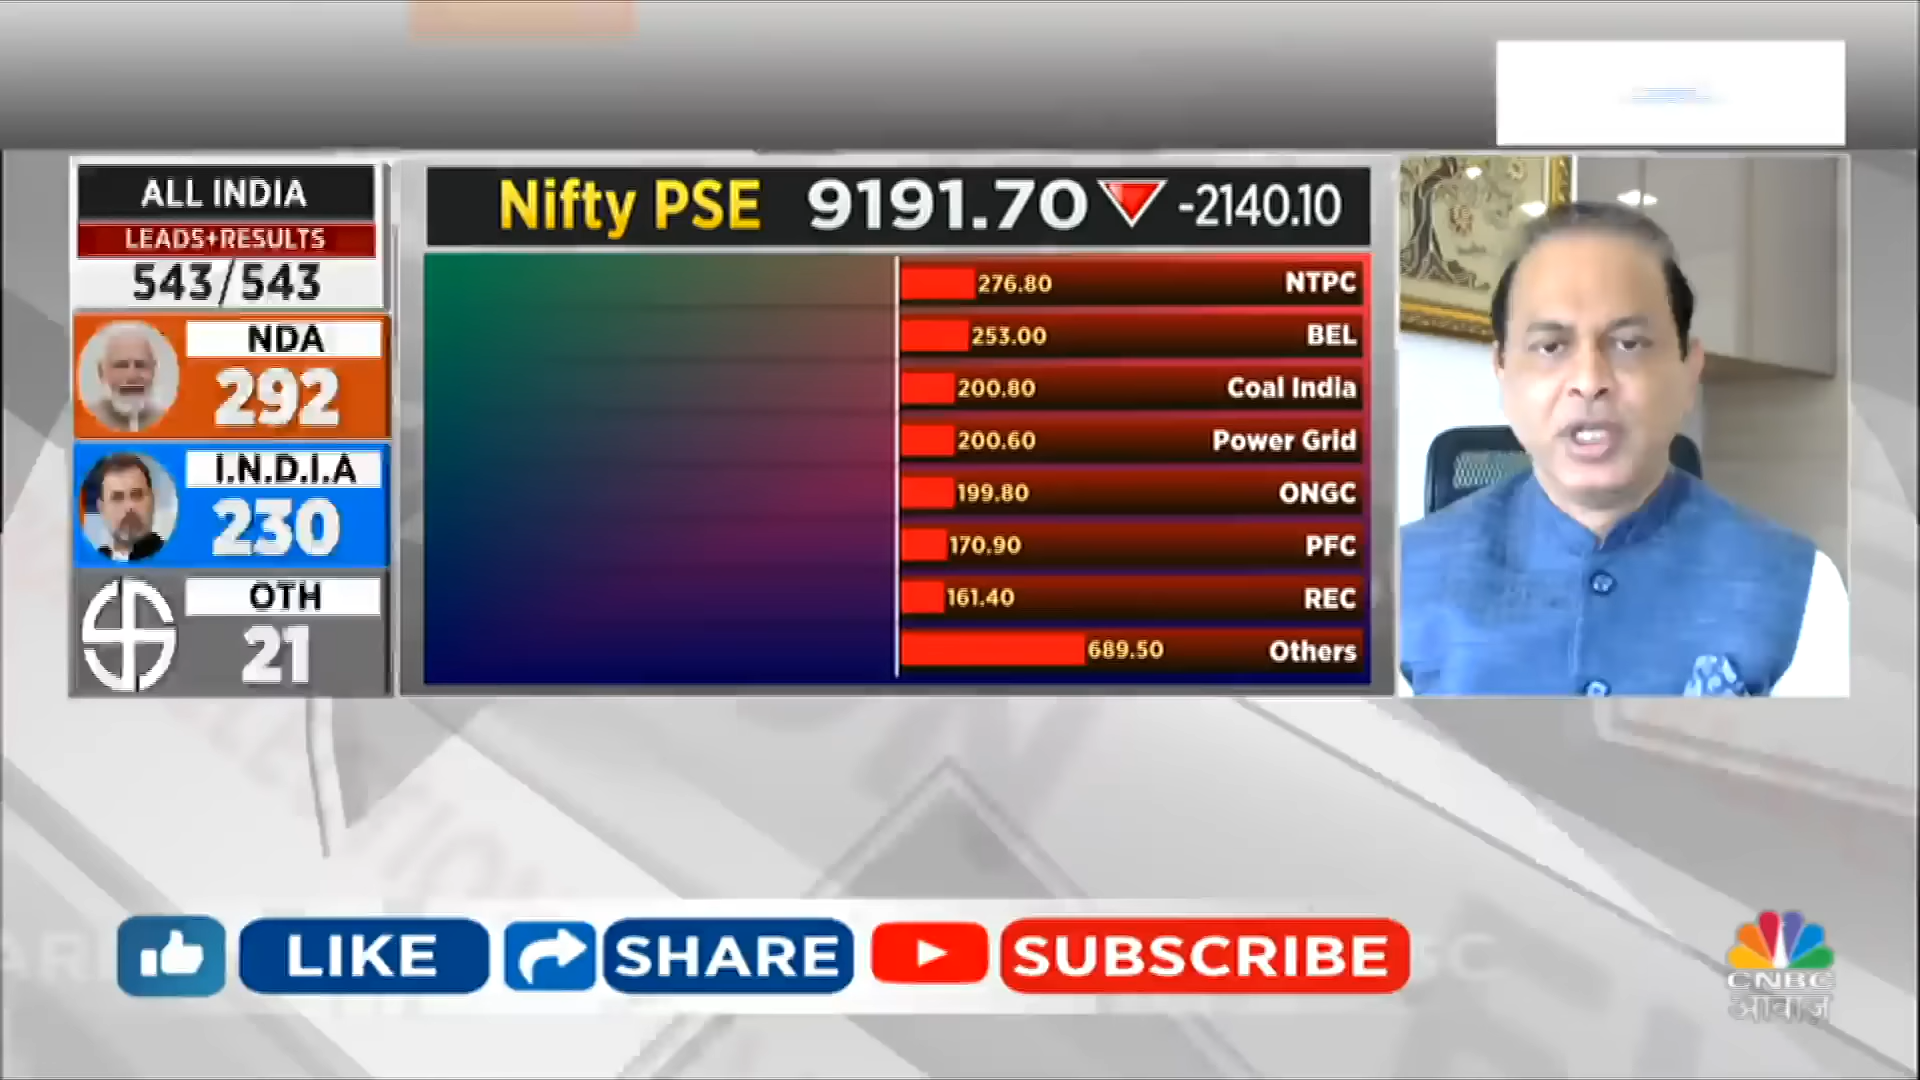 ALL INDIA
LEADS+RESULTS
543/543
NDA
292
I.N.D.I.A
230
OTH
21
Nifty PSE 9191.70 -2140.10
276.80 NTPC
253.00 BEL
200.80 Coal India
200.60 Power Grid
199.80 ONGC
170.90 PFC
161.40 REC
689.50 Others
LIKE SHARE SUBSCRIBE
CNBC
आवाज़